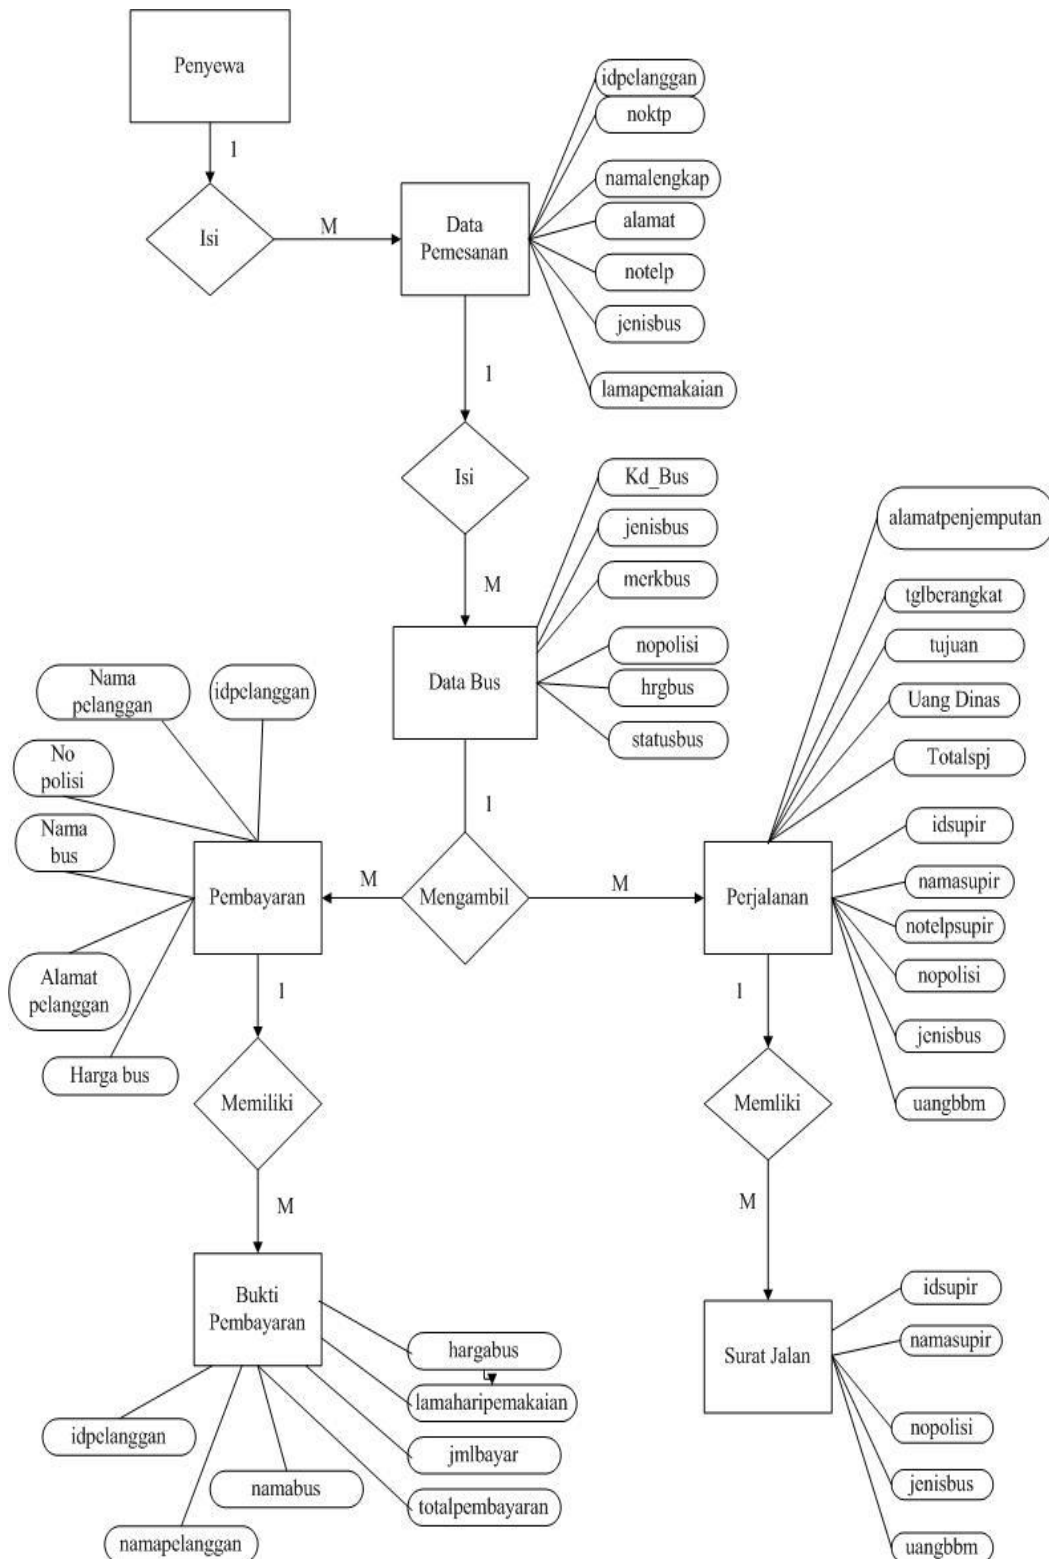 Penyewa
1
Isi
M
Data
Pemesanan
idpelanggan
noktp
namalengkap
alamat
notelp
jenisbus
lamapemakaian
1
Isi
M
Kd_Bus
jenisbus
merkbus
Data Bus
nopolisi
hrgbus
statusbus
alamatpenjemputan
tglberangkat
tujuan
Uang Dinas
Totalspj
Nama
pelanggan
idpelanggan
No
polisi
Nama
bus
Alamat
pelanggan
Harga bus
Pembayaran
M
1
Mengambil
M
Perjalanan
idsupir
namasupir
notelpsupir
nopolisi
jenisbus
uangbbm
1
Memiliki
M
1
Memliki
M
Bukti
Pembayaran
hargabus
lamaharipemakaian
jmlbayar
totalpembayaran
idpelanggan
namabus
namapelanggan
Surat Jalan
idsupir
namasupir
nopolisi
jenisbus
uangbbm